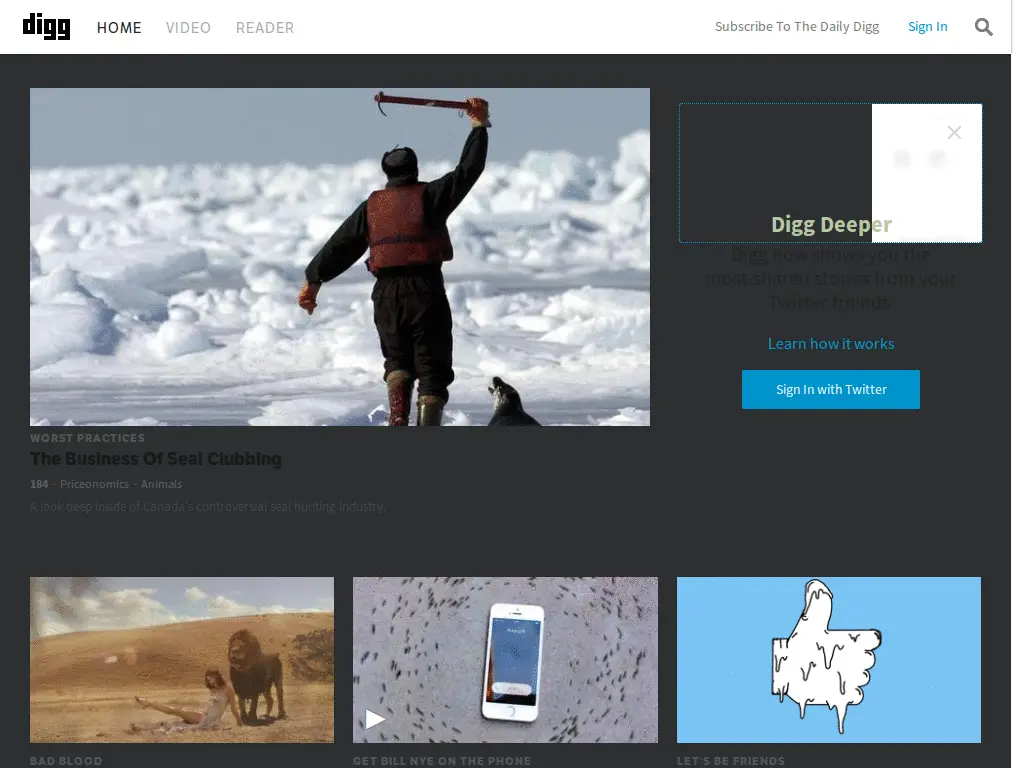 digg
HOME
VIDEO
READER
Subscribe To The Daily Digg
Sign In
Digg Deeper
Digg now shows you the
most-shared stories from your
Twitter friends
Learn how it works
Sign In with Twitter
WORST PRACTICES
The Business Of Seal Clubbing
184 - Priceonomics - Animals
A look deep inside of Canada's controversial seal hunting industry.
BAD BLOOD
GET BILL NYE ON THE PHONE
LET'S BE FRIENDS